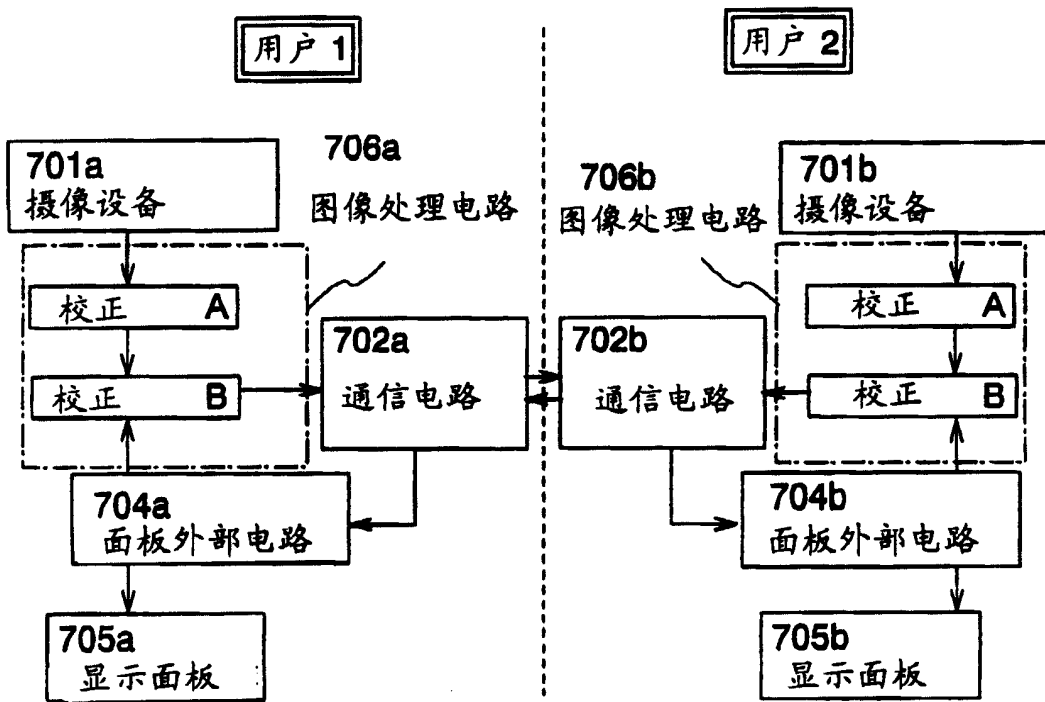 用户 1
用户 2
701a
摄像设备
706a
图像处理电路
校正 A
校正 B
702a
通信电路
704a
面板外部电路
705a
显示面板
706b
图像处理电路
701b
摄像设备
校正 A
校正 B
702b
通信电路
704b
面板外部电路
705b
显示面板